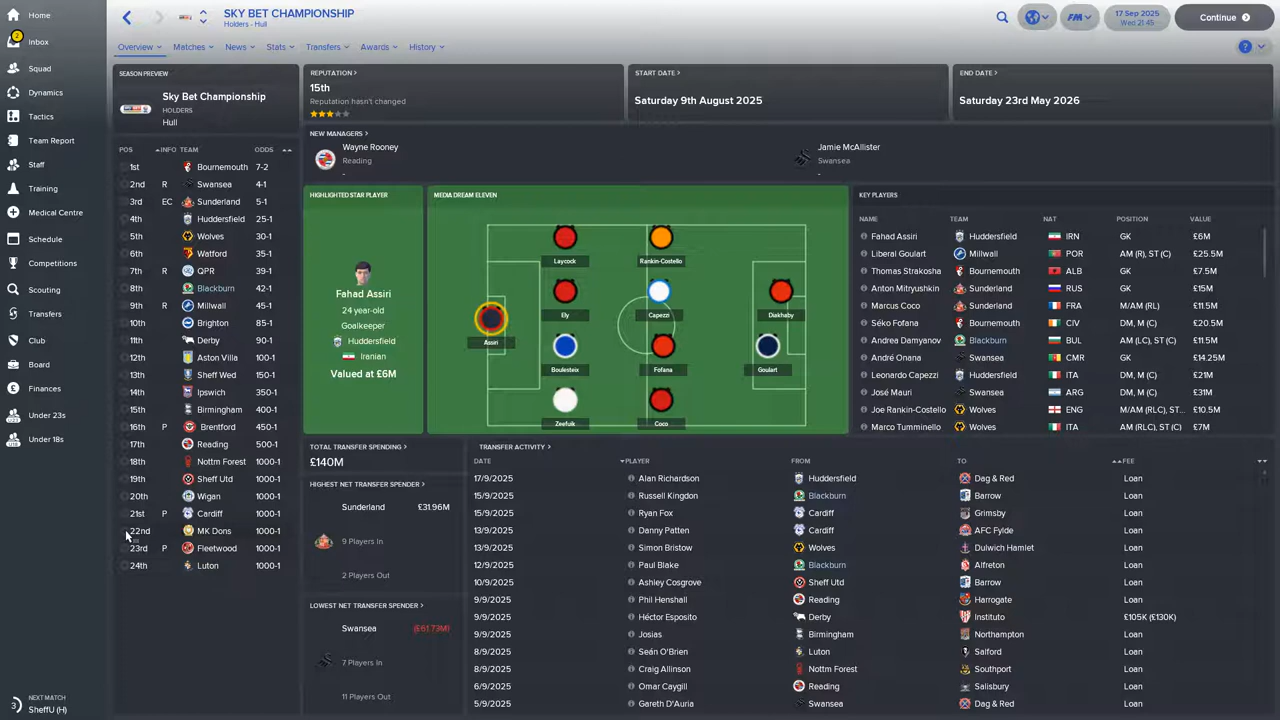 Home
Inbox
2
Squad
Dynamics
Tactics
Team Report
Staff
Training
Medical Centre
Schedule
Competitions
Scouting
Transfers
Club
Board
Finances
Under 23s
Under 18s
3
NEXT MATCH
SheffU (H)
SKY BET CHAMPIONSHIP
Holders - Hull
FM
17 Sep 2025
Wed 21:45
Continue
Overview Matches News Stats Transfers Awards History
?
SEASON PREVIEW
Sky Bet Championship
HOLDERS
Hull
POS INFO TEAM ODDS
1st Bournemouth 7-2
2nd R Swansea 4-1
3rd EC Sunderland 5-1
4th Huddersfield 25-1
5th Wolves 30-1
6th Watford 35-1
7th R QPR 39-1
8th Blackburn 42-1
9th R Millwall 45-1
10th Brighton 85-1
11th Derby 90-1
12th Aston Villa 100-1
13th Sheff Wed 150-1
14th Ipswich 350-1
15th Birmingham 400-1
16th P Brentford 450-1
17th Reading 500-1
18th Nottm Forest 1000-1
19th Sheff Utd 1000-1
20th Wigan 1000-1
21st P Cardiff 1000-1
22nd MK Dons 1000-1
23rd P Fleetwood 1000-1
24th Luton 1000-1
REPUTATION >
15th
Reputation hasn't changed
START DATE >
Saturday 9th August 2025
END DATE >
Saturday 23rd May 2026
NEW MANAGERS >
Wayne Rooney
Reading
-
Jamie McAllister
Swansea
-
HIGHLIGHTED STAR PLAYER
Fahad Assiri
24 year-old
Goalkeeper
Huddersfield
Iranian
Valued at £6M
MEDIA DREAM ELEVEN
Laycock
Rankin-Costello
Ely
Capezzi
Diakhaby
Assiri
Boulesteix
Fofana
Goulart
Zeefuik
Coco
KEY PLAYERS
NAME TEAM NAT POSITION VALUE
Fahad Assiri Huddersfield IRN GK £6M
Liberal Goulart Millwall POR AM (R), ST (C) £25.5M
Thomas Strakosha Bournemouth ALB GK £7.5M
Anton Mitryushkin Sunderland RUS GK £15M
Marcus Coco Sunderland FRA M/AM (RL) £11.5M
Séko Fofana Bournemouth CIV DM, M (C) £20.5M
Andrea Damyanov Blackburn BUL AM (LC), ST (C) £11.5M
André Onana Swansea CMR GK £14.25M
Leonardo Capezzi Huddersfield ITA DM, M (C) £21M
José Mauri Swansea ARG DM, M (C) £31M
Joe Rankin-Costello Wolves ENG M/AM (RLC), ST... £10.5M
Marco Tumminello Wolves ITA AM (RLC), ST (C) £7M
TOTAL TRANSFER SPENDING >
£140M
HIGHEST NET TRANSFER SPENDER >
Sunderland £31.96M
9 Players In
2 Players Out
LOWEST NET TRANSFER SPENDER >
Swansea (£61.73M)
7 Players In
11 Players Out
TRANSFER ACTIVITY >
DATE PLAYER FROM TO FEE
17/9/2025 Alan Richardson Huddersfield Dag & Red Loan
15/9/2025 Russell Kingdon Blackburn Barrow Loan
15/9/2025 Ryan Fox Cardiff Grimsby Loan
13/9/2025 Danny Patten Cardiff AFC Fylde Loan
13/9/2025 Simon Bristow Wolves Dulwich Hamlet Loan
12/9/2025 Paul Blake Blackburn Alfreton Loan
10/9/2025 Ashley Cosgrove Sheff Utd Barrow Loan
9/9/2025 Phil Henshall Reading Harrogate Loan
9/9/2025 Héctor Esposito Derby Instituto £105K (£130K)
9/9/2025 Josias Birmingham Northampton Loan
8/9/2025 Seán O'Brien Luton Salford Loan
8/9/2025 Craig Allinson Nottm Forest Southport Loan
6/9/2025 Omar Caygill Reading Salisbury Loan
5/9/2025 Gareth D'Auria Swansea Dag & Red Loan